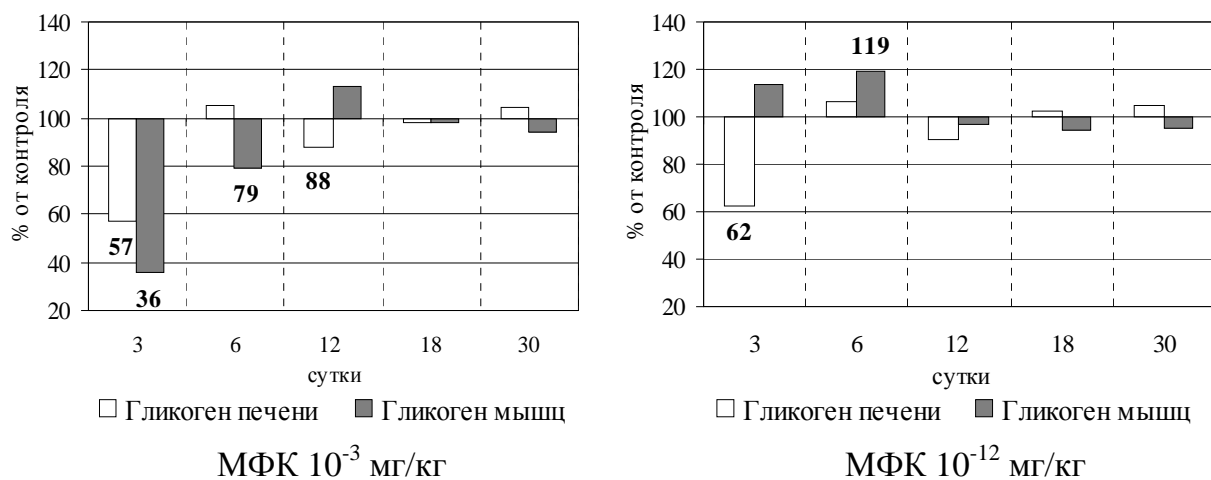 % от контроля
140
120
100
80
60
40
20
57
36
79
88
3 6 12 18 30
сутки
Гликоген печени Гликоген мышц
МФК 10⁻³ мг/кг
% от контроля
140
120
100
80
60
40
20
62
119
3 6 12 18 30
сутки
Гликоген печени Гликоген мышц
МФК 10⁻¹² мг/кг